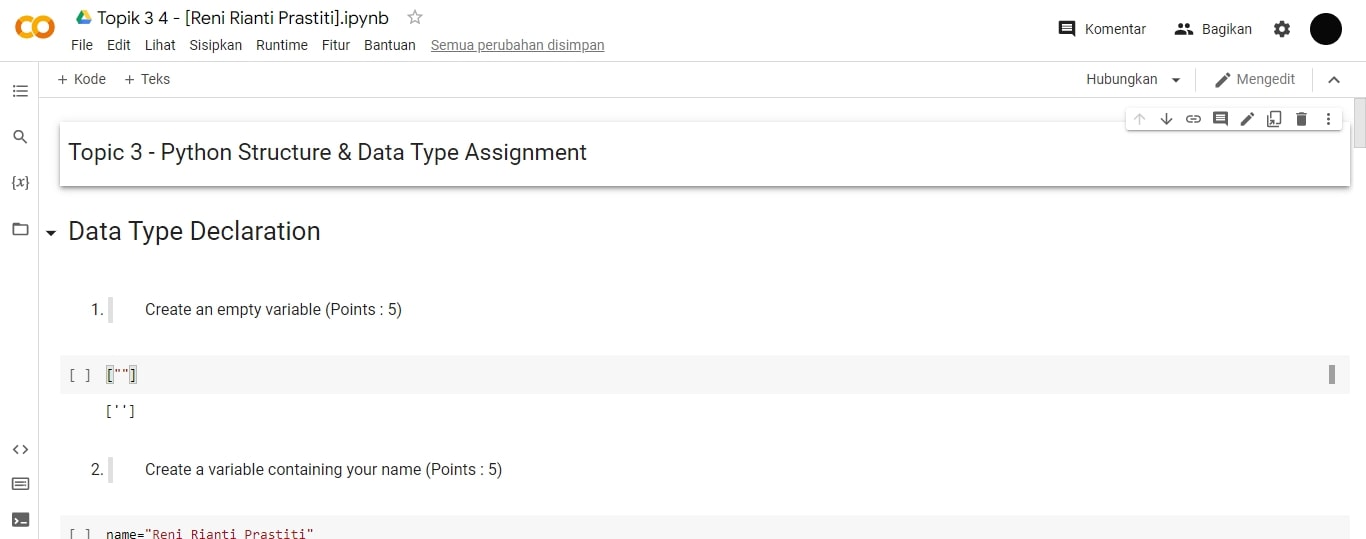 Topik 3 4 - [Reni Rianti Prastiti].ipynb
File Edit Lihat Sisipkan Runtime Fitur Bantuan Semua perubahan disimpan
Komentar Bagikan
+ Kode + Teks
Hubungkan Mengedit
Topic 3 - Python Structure & Data Type Assignment
{x}
Data Type Declaration
1. Create an empty variable (Points : 5)
[ ] [""]
['']
2. Create a variable containing your name (Points : 5)
[ ] name="Reni Rianti Prastiti"